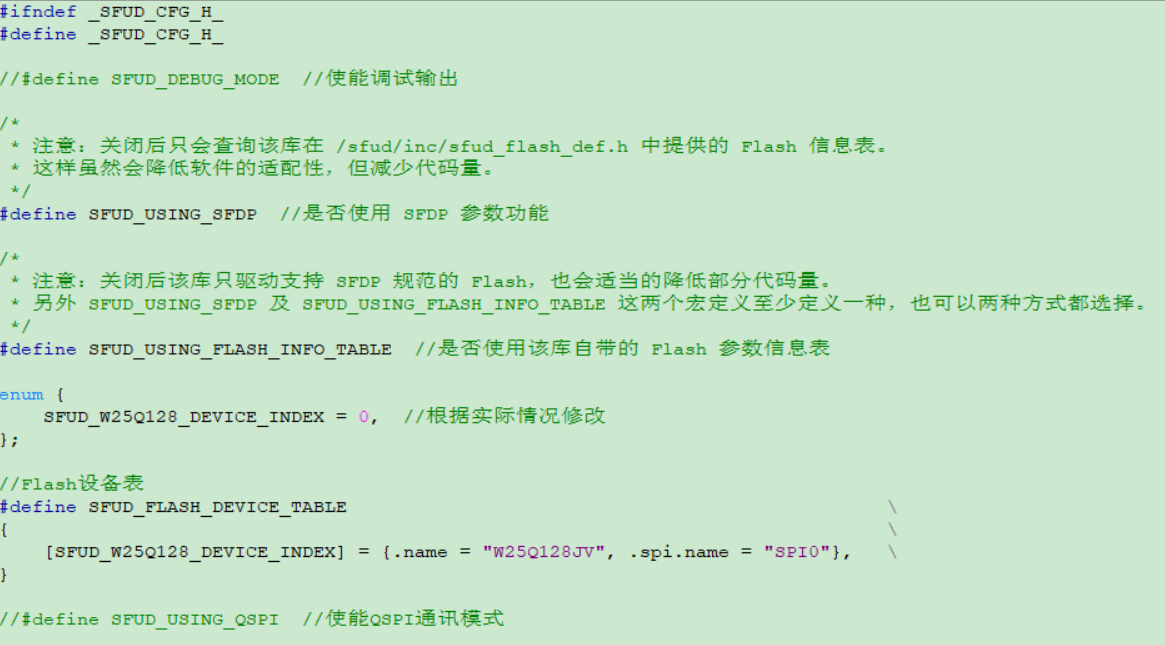 #ifndef _SFUD_CFG_H_
#define _SFUD_CFG_H_
//#define SFUD_DEBUG_MODE  //使能调试输出
/*
 * 注意：关闭后只会查询该库在 /sfud/inc/sfud_flash_def.h 中提供的 Flash 信息表。
 * 这样虽然会降低软件的适配性，但减少代码量。
 */
#define SFUD_USING_SFDP  //是否使用 SFDP 参数功能
/*
 * 注意：关闭后该库只驱动支持 SFDP 规范的 Flash，也会适当的降低部分代码量。
 * 另外 SFUD_USING_SFDP 及 SFUD_USING_FLASH_INFO_TABLE 这两个宏定义至少定义一种，也可以两种方式都选择。
 */
#define SFUD_USING_FLASH_INFO_TABLE  //是否使用该库自带的 Flash 参数信息表
enum {
    SFUD_W25Q128_DEVICE_INDEX = 0,  //根据实际情况修改
};
//Flash设备表
#define SFUD_FLASH_DEVICE_TABLE                                                \
{                                                                              \
    [SFUD_W25Q128_DEVICE_INDEX] = {.name = "W25Q128JV", .spi.name = "SPI0"},   \
}
//#define SFUD_USING_QSPI  //使能QSPI通讯模式